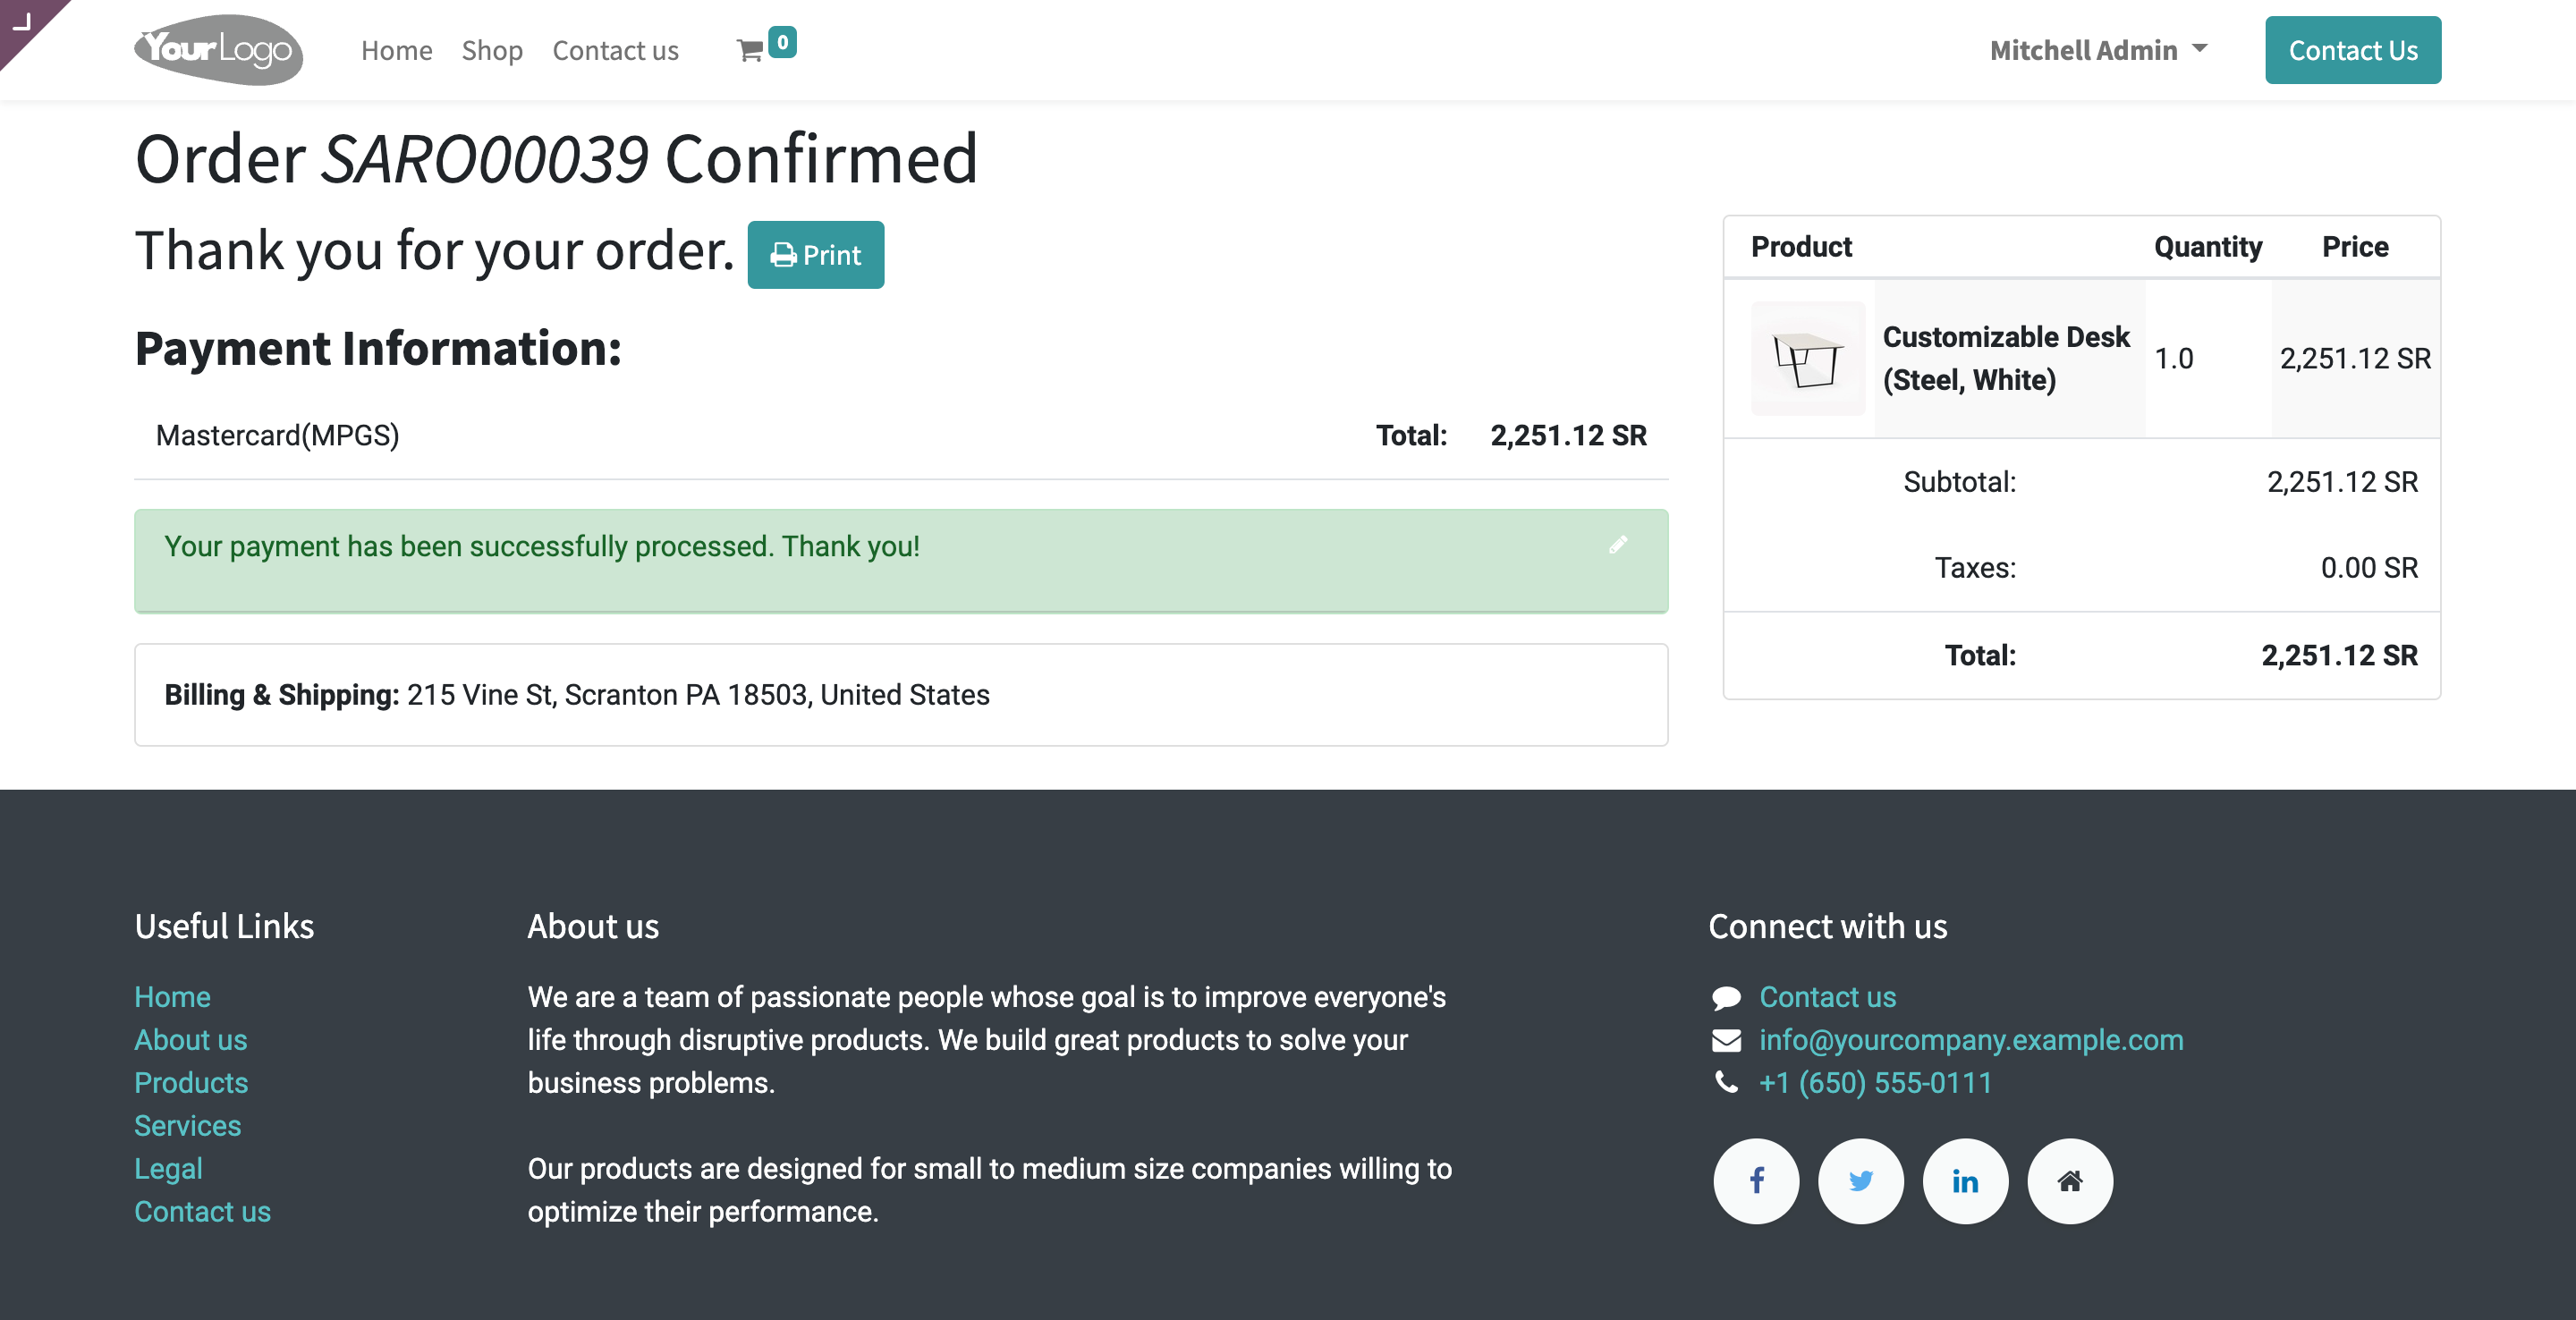 YourLogo
Home Shop Contact us 0
Mitchell Admin
Contact Us
Order SARO00039 Confirmed
Thank you for your order.
Print
Payment Information:
Mastercard(MPGS) Total: 2,251.12 SR
Your payment has been successfully processed. Thank you!
Billing & Shipping: 215 Vine St, Scranton PA 18503, United States
Product Quantity Price
Customizable Desk
(Steel, White)
1.0 2,251.12 SR
Subtotal: 2,251.12 SR
Taxes: 0.00 SR
Total: 2,251.12 SR
Useful Links
Home
About us
Products
Services
Legal
Contact us
About us
We are a team of passionate people whose goal is to improve everyone's
life through disruptive products. We build great products to solve your
business problems.
Our products are designed for small to medium size companies willing to
optimize their performance.
Connect with us
Contact us
info@yourcompany.example.com
+1 (650) 555-0111